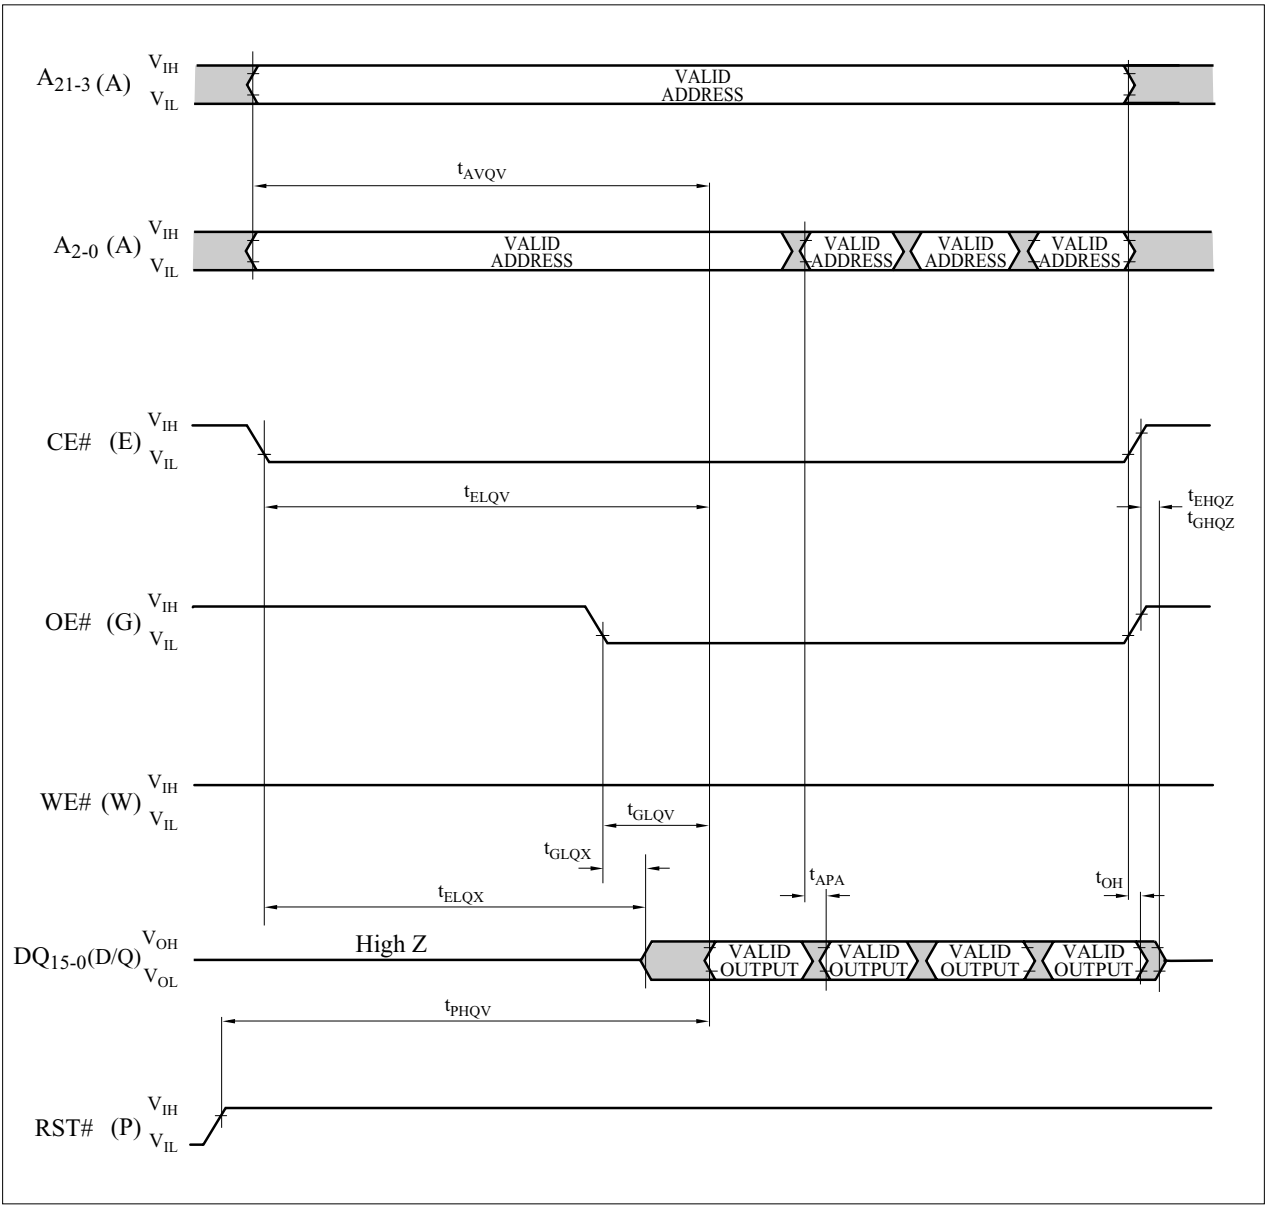 A21-3 (A) VIH VIL VALID ADDRESS
tAVQV
A2-0 (A) VIH VIL VALID ADDRESS VALID ADDRESS VALID ADDRESS VALID ADDRESS
CE# (E) VIH VIL
tELQV
tEHQZ
tGHQZ
OE# (G) VIH VIL
WE# (W) VIH VIL
tGLQV
tGLQX
tAPA
tOH
tELQX
DQ15-0(D/Q) VOH VOL High Z VALID OUTPUT VALID OUTPUT VALID OUTPUT VALID OUTPUT
tPHQV
RST# (P) VIH VIL